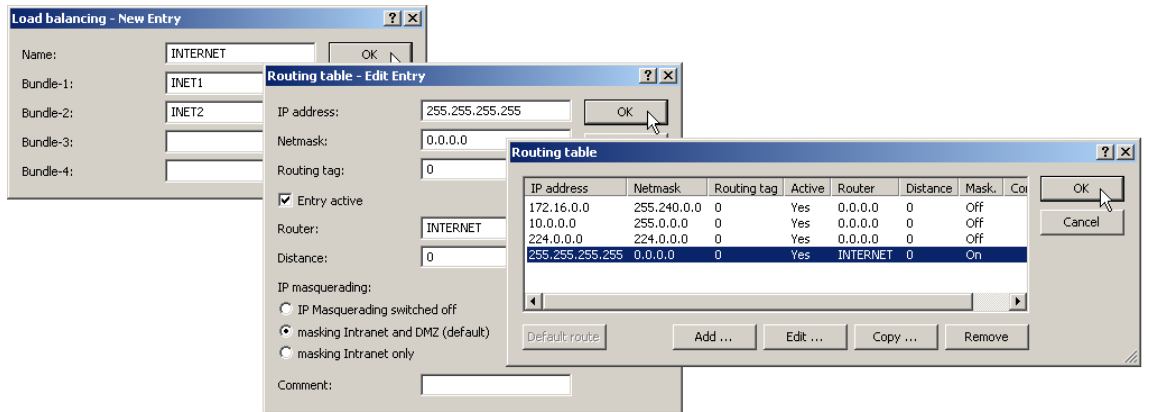 Load balancing - New Entry
Name: INTERNET OK
Bundle-1: INET1
Bundle-2: INET2
Bundle-3:
Bundle-4:
Routing table - Edit Entry
IP address: 255.255.255.255 OK
Netmask: 0.0.0.0
Routing tag: 0
Entry active
Router: INTERNET
Distance: 0
IP masquerading:
IP Masquerading switched off
masking Intranet and DMZ (default)
masking Intranet only
Comment:
Routing table
IP address Netmask Routing tag Active Router Distance Mask. Co
172.16.0.0 255.240.0.0 0 Yes 0.0.0.0 0 Off
10.0.0.0 255.0.0.0 0 Yes 0.0.0.0 0 Off
224.0.0.0 224.0.0.0 0 Yes 0.0.0.0 0 Off
255.255.255.255 0.0.0.0 0 Yes INTERNET 0 On
OK
Cancel
Default route Add ... Edit ... Copy ... Remove